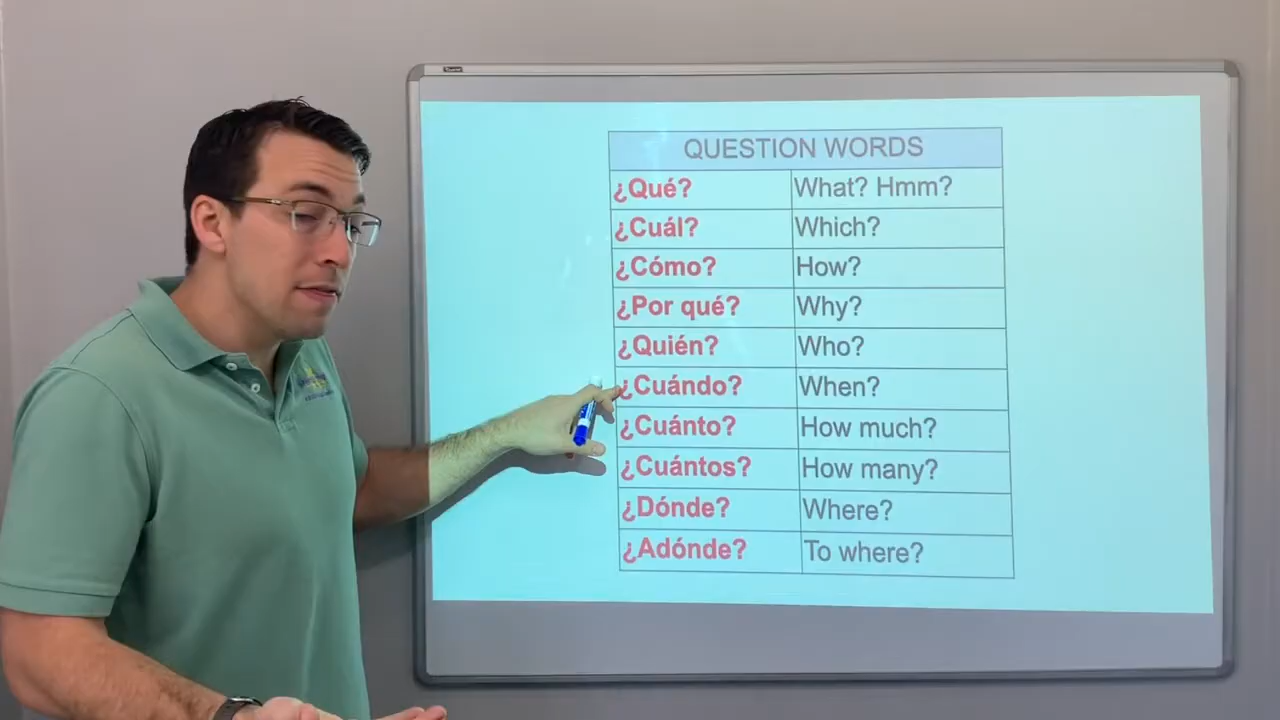 QUESTION WORDS
¿Qué? What? Hmm?
¿Cuál? Which?
¿Cómo? How?
¿Por qué? Why?
¿Quién? Who?
¿Cuándo? When?
¿Cuánto? How much?
¿Cuántos? How many?
¿Dónde? Where?
¿Adónde? To where?